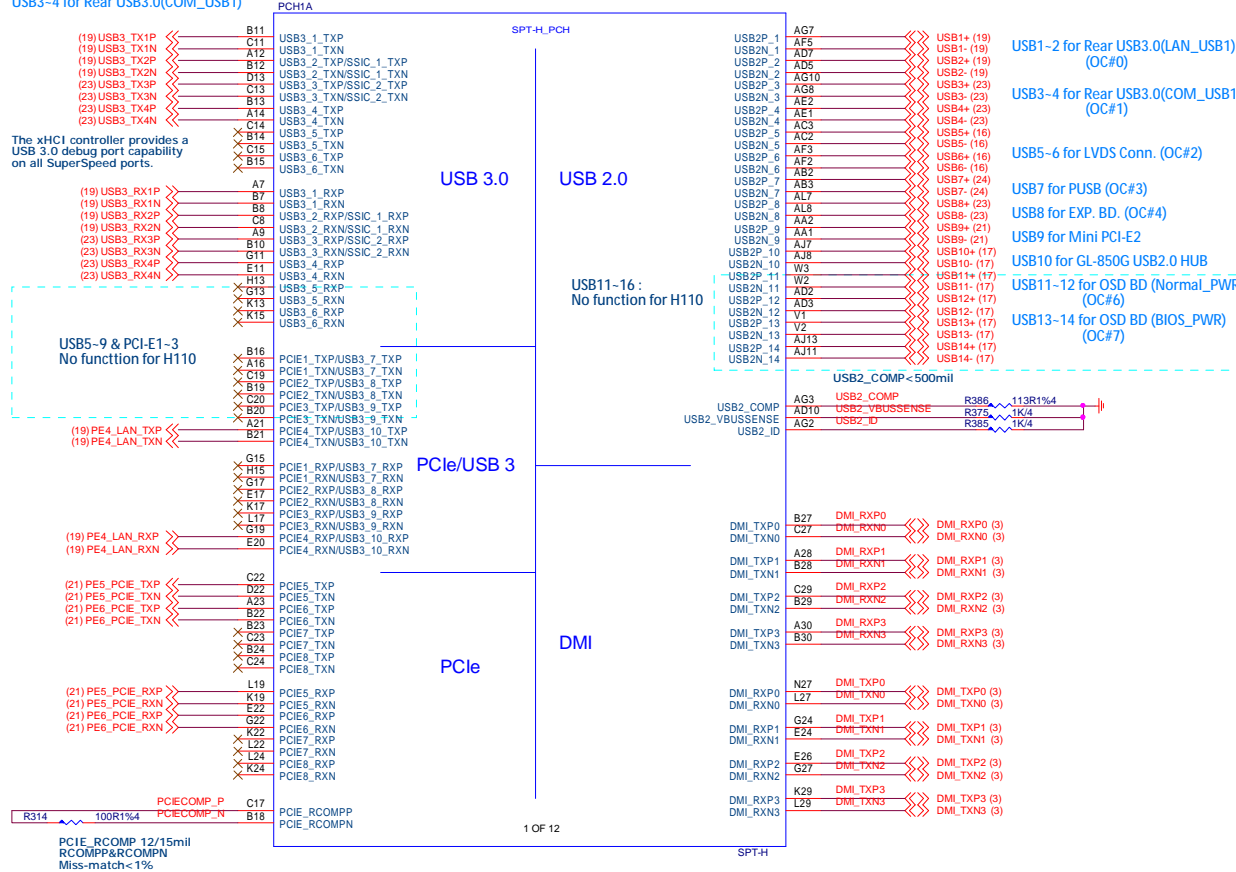 USB3~4 for Rear USB3.0(COM_USB1)
PCH1A
SPT-H_PCH
(19) USB3_TX1P B11 USB3_1_TXP
(19) USB3_TX1N C11 USB3_1_TXN
(19) USB3_TX2P A12 USB3_2_TXP/SSIC_1_TXP
(19) USB3_TX2N B12 USB3_2_TXN/SSIC_1_TXN
(23) USB3_TX3P D13 USB3_3_TXP/SSIC_2_TXP
(23) USB3_TX3N C13 USB3_3_TXN/SSIC_2_TXN
(23) USB3_TX4P B13 USB3_4_TXP
(23) USB3_TX4N A14 USB3_4_TXN
C14 USB3_5_TXP
B14 USB3_5_TXN
C15 USB3_6_TXP
B15 USB3_6_TXN
The xHCI controller provides a
USB 3.0 debug port capability
on all SuperSpeed ports.
(19) USB3_RX1P A7 USB3_1_RXP
(19) USB3_RX1N B7 USB3_1_RXN
(19) USB3_RX2P B8 USB3_2_RXP/SSIC_1_RXP
(19) USB3_RX2N C8 USB3_2_RXN/SSIC_1_RXN
(23) USB3_RX3P A9 USB3_3_RXP/SSIC_2_RXP
(23) USB3_RX3N B10 USB3_3_RXN/SSIC_2_RXN
(23) USB3_RX4P G11 USB3_4_RXP
(23) USB3_RX4N E11 USB3_4_RXN
H13 USB3_5_RXP
G13 USB3_5_RXN
K13 USB3_6_RXP
K15 USB3_6_RXN
USB5~9 & PCI-E1~3
No functtion for H110
B16 PCIE1_TXP/USB3_7_TXP
A16 PCIE1_TXN/USB3_7_TXN
C19 PCIE2_TXP/USB3_8_TXP
B19 PCIE2_TXN/USB3_8_TXN
C20 PCIE3_TXP/USB3_9_TXP
B20 PCIE3_TXN/USB3_9_TXN
(19) PE4_LAN_TXP A21 PCIE4_TXP/USB3_10_TXP
(19) PE4_LAN_TXN B21 PCIE4_TXN/USB3_10_TXN
G15 PCIE1_RXP/USB3_7_RXP
H15 PCIE1_RXN/USB3_7_RXN
G17 PCIE2_RXP/USB3_8_RXP
E17 PCIE2_RXN/USB3_8_RXN
K17 PCIE3_RXP/USB3_9_RXP
L17 PCIE3_RXN/USB3_9_RXN
(19) PE4_LAN_RXP G19 PCIE4_RXP/USB3_10_RXP
(19) PE4_LAN_RXN E20 PCIE4_RXN/USB3_10_RXN
(21) PE5_PCIE_TXP C22 PCIE5_TXP
(21) PE5_PCIE_TXN D22 PCIE5_TXN
(21) PE6_PCIE_TXP A23 PCIE6_TXP
(21) PE6_PCIE_TXN B22 PCIE6_TXN
B23 PCIE7_TXP
C23 PCIE7_TXN
B24 PCIE8_TXP
C24 PCIE8_TXN
(21) PE5_PCIE_RXP L19 PCIE5_RXP
(21) PE5_PCIE_RXN K19 PCIE5_RXN
(21) PE6_PCIE_RXP E22 PCIE6_RXP
(21) PE6_PCIE_RXN G22 PCIE6_RXN
K22 PCIE7_RXP
L22 PCIE7_RXN
L24 PCIE8_RXP
K24 PCIE8_RXN
PCIECOMP_P C17 PCIE_RCOMPP
R314 100R1%4 PCIECOMP_N B18 PCIE_RCOMPN
PCIE_RCOMP 12/15mil
RCOMPP&RCOMPN
Miss-match<1%
USB 3.0
USB 2.0
PCIe/USB 3
PCIe
DMI
1 OF 12
SPT-H
USB11~16 :
No function for H110
USB2P_1 AG7 USB1+ (19)
USB2N_1 AF5 USB1- (19)
USB2P_2 AD7 USB2+ (19)
USB2N_2 AD5 USB2- (19)
USB2P_3 AG10 USB3+ (23)
USB2N_3 AG8 USB3- (23)
USB2P_4 AE2 USB4+ (23)
USB2N_4 AE1 USB4- (23)
USB2P_5 AC3 USB5+ (16)
USB2N_5 AC2 USB5- (16)
USB2P_6 AF3 USB6+ (16)
USB2N_6 AF2 USB6- (16)
USB2P_7 AB2 USB7+ (24)
USB2N_7 AB3 USB7- (24)
USB2P_8 AL7 USB8+ (23)
USB2N_8 AL8 USB8- (23)
USB2P_9 AA2 USB9+ (21)
USB2N_9 AA1 USB9- (21)
USB2P_10 AJ7 USB10+ (17)
USB2N_10 AJ8 USB10- (17)
USB2P_11 W3 USB11+ (17)
USB2N_11 W2 USB11- (17)
USB2P_12 AD2 USB12+ (17)
USB2N_12 AD3 USB12- (17)
USB2P_13 V1 USB13+ (17)
USB2N_13 V2 USB13- (17)
USB2P_14 AJ13 USB14+ (17)
USB2N_14 AJ11 USB14- (17)
USB1~2 for Rear USB3.0(LAN_USB1)
(OC#0)
USB3~4 for Rear USB3.0(COM_USB1
(OC#1)
USB5~6 for LVDS Conn. (OC#2)
USB7 for PUSB (OC#3)
USB8 for EXP. BD. (OC#4)
USB9 for Mini PCI-E2
USB10 for GL-850G USB2.0 HUB
USB11~12 for OSD BD (Normal_PWR
(OC#6)
USB13~14 for OSD BD (BIOS_PWR)
(OC#7)
USB2_COMP<500mil
USB2_COMP AG3 USB2_COMP R386 113R1%4
USB2_VBUSSENSE AD10 USB2_VBUSSENSE R375 1K/4
USB2_ID AG2 USB2_ID R385 1K/4
DMI_TXP0 B27 DMI_RXP0 DMI_RXP0 (3)
DMI_TXN0 C27 DMI_RXN0 DMI_RXN0 (3)
DMI_TXP1 A28 DMI_RXP1 DMI_RXP1 (3)
DMI_TXN1 B28 DMI_RXN1 DMI_RXN1 (3)
DMI_TXP2 C29 DMI_RXP2 DMI_RXP2 (3)
DMI_TXN2 B29 DMI_RXN2 DMI_RXN2 (3)
DMI_TXP3 A30 DMI_RXP3 DMI_RXP3 (3)
DMI_TXN3 B30 DMI_RXN3 DMI_RXN3 (3)
DMI_RXP0 N27 DMI_TXP0 DMI_TXP0 (3)
DMI_RXN0 L27 DMI_TXN0 DMI_TXN0 (3)
DMI_RXP1 G24 DMI_TXP1 DMI_TXP1 (3)
DMI_RXN1 E24 DMI_TXN1 DMI_TXN1 (3)
DMI_RXP2 E26 DMI_TXP2 DMI_TXP2 (3)
DMI_RXN2 G27 DMI_TXN2 DMI_TXN2 (3)
DMI_RXP3 K29 DMI_TXP3 DMI_TXP3 (3)
DMI_RXN3 L29 DMI_TXN3 DMI_TXN3 (3)